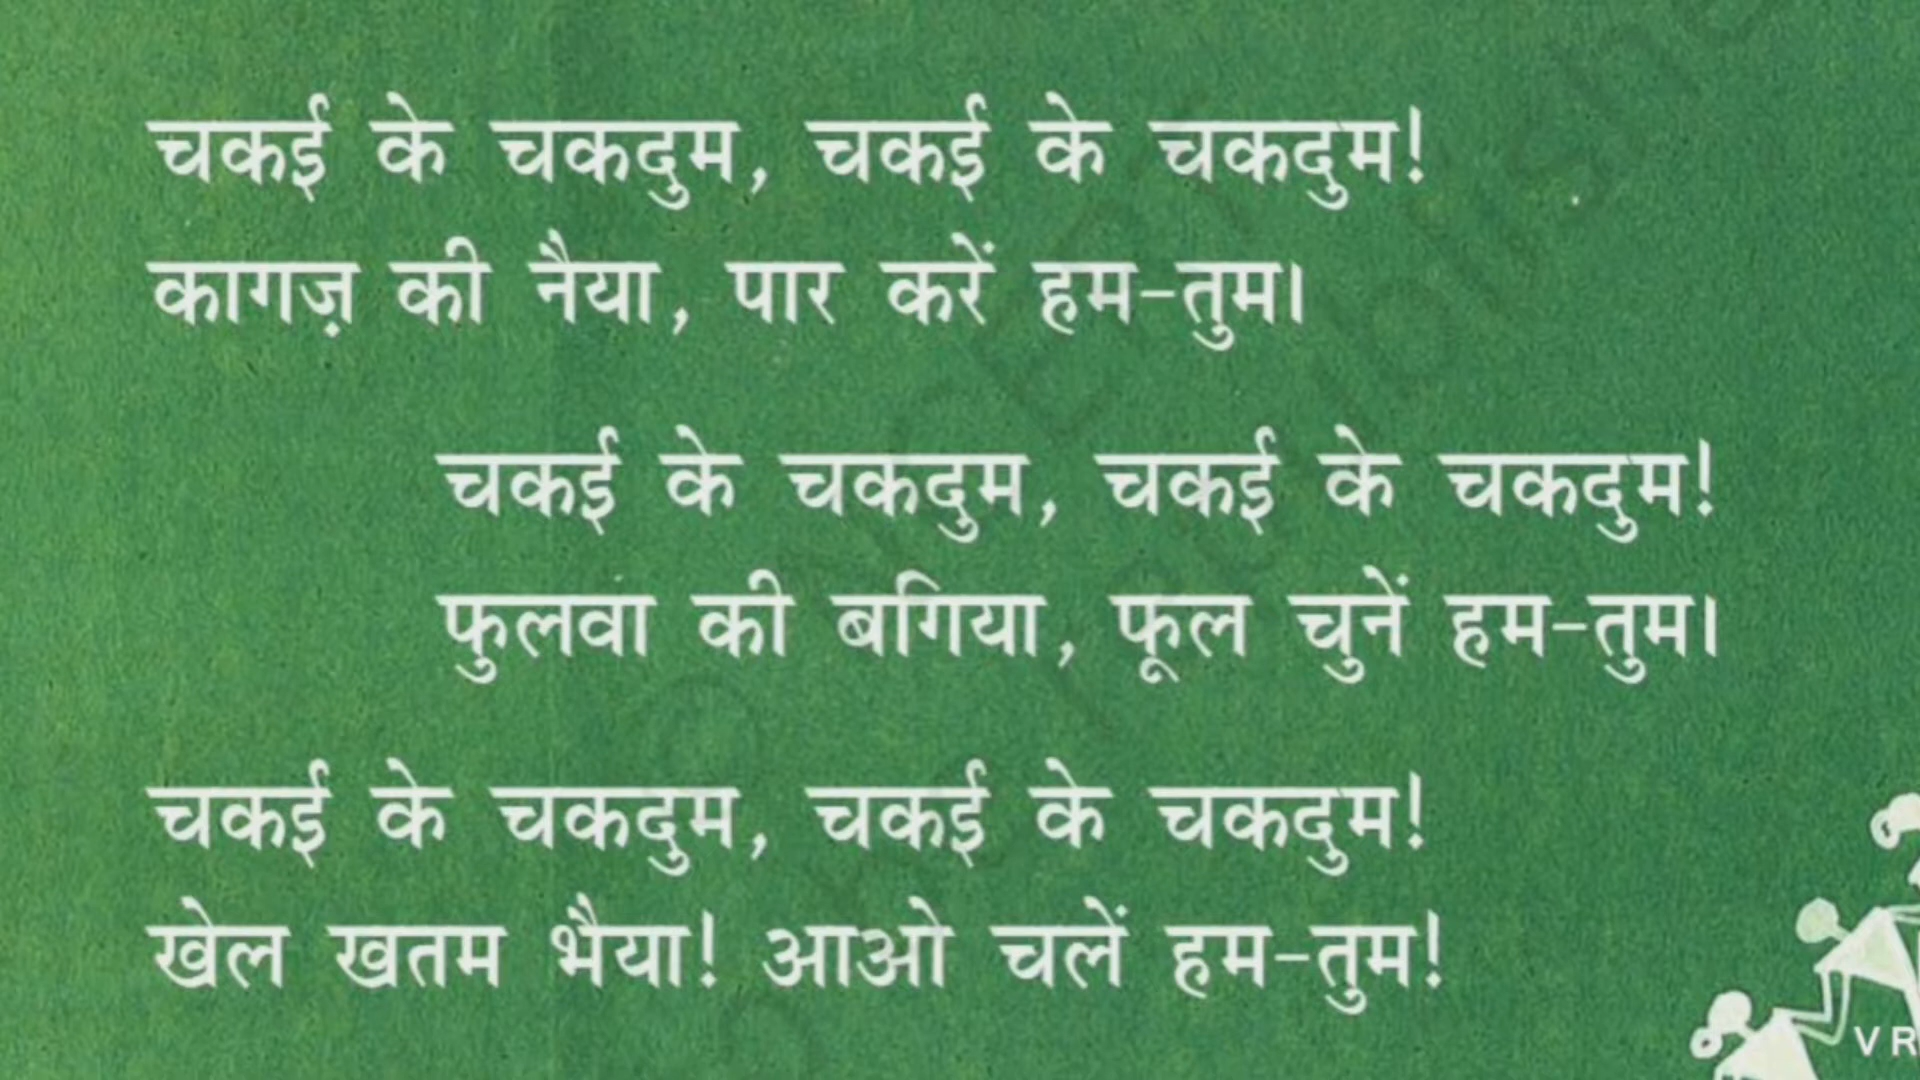 चकई के चकदुम, चकई के चकदुम!
कागज़ की नैया, पार करें हम-तुम।
चकई के चकदुम, चकई के चकदुम!
फुलवा की बगिया, फूल चुनें हम-तुम।
चकई के चकदुम, चकई के चकदुम!
खेल खतम भैया! आओ चलें हम-तुम!
VR